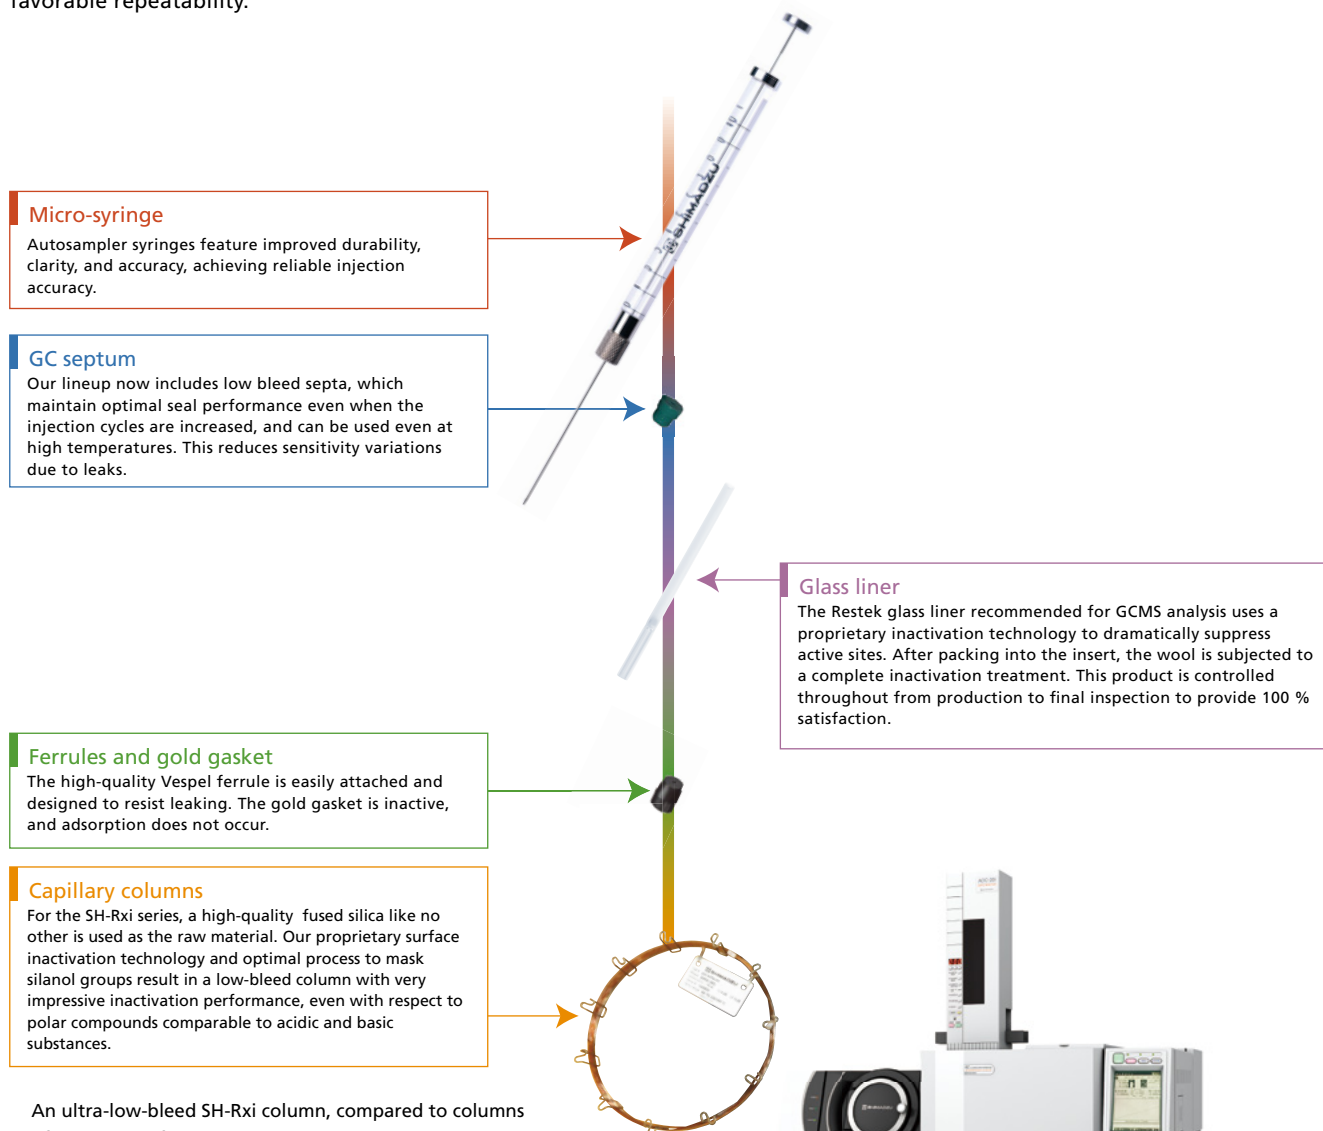 favorable repeatability.
Micro-syringe
Autosampler syringes feature improved durability,
clarity, and accuracy, achieving reliable injection
accuracy.
SHIMADZU
GC septum
Our lineup now includes low bleed septa, which
maintain optimal seal performance even when the
injection cycles are increased, and can be used even at
high temperatures. This reduces sensitivity variations
due to leaks.
Glass liner
The Restek glass liner recommended for GCMS analysis uses a
proprietary inactivation technology to dramatically suppress
active sites. After packing into the insert, the wool is subjected to
a complete inactivation treatment. This product is controlled
throughout from production to final inspection to provide 100 %
satisfaction.
Ferrules and gold gasket
The high-quality Vespel ferrule is easily attached and
designed to resist leaking. The gold gasket is inactive,
and adsorption does not occur.
Capillary columns
For the SH-Rxi series, a high-quality fused silica like no
other is used as the raw material. Our proprietary surface
inactivation technology and optimal process to mask
silanol groups result in a low-bleed column with very
impressive inactivation performance, even with respect to
polar compounds comparable to acidic and basic
substances.
An ultra-low-bleed SH-Rxi column, compared to columns